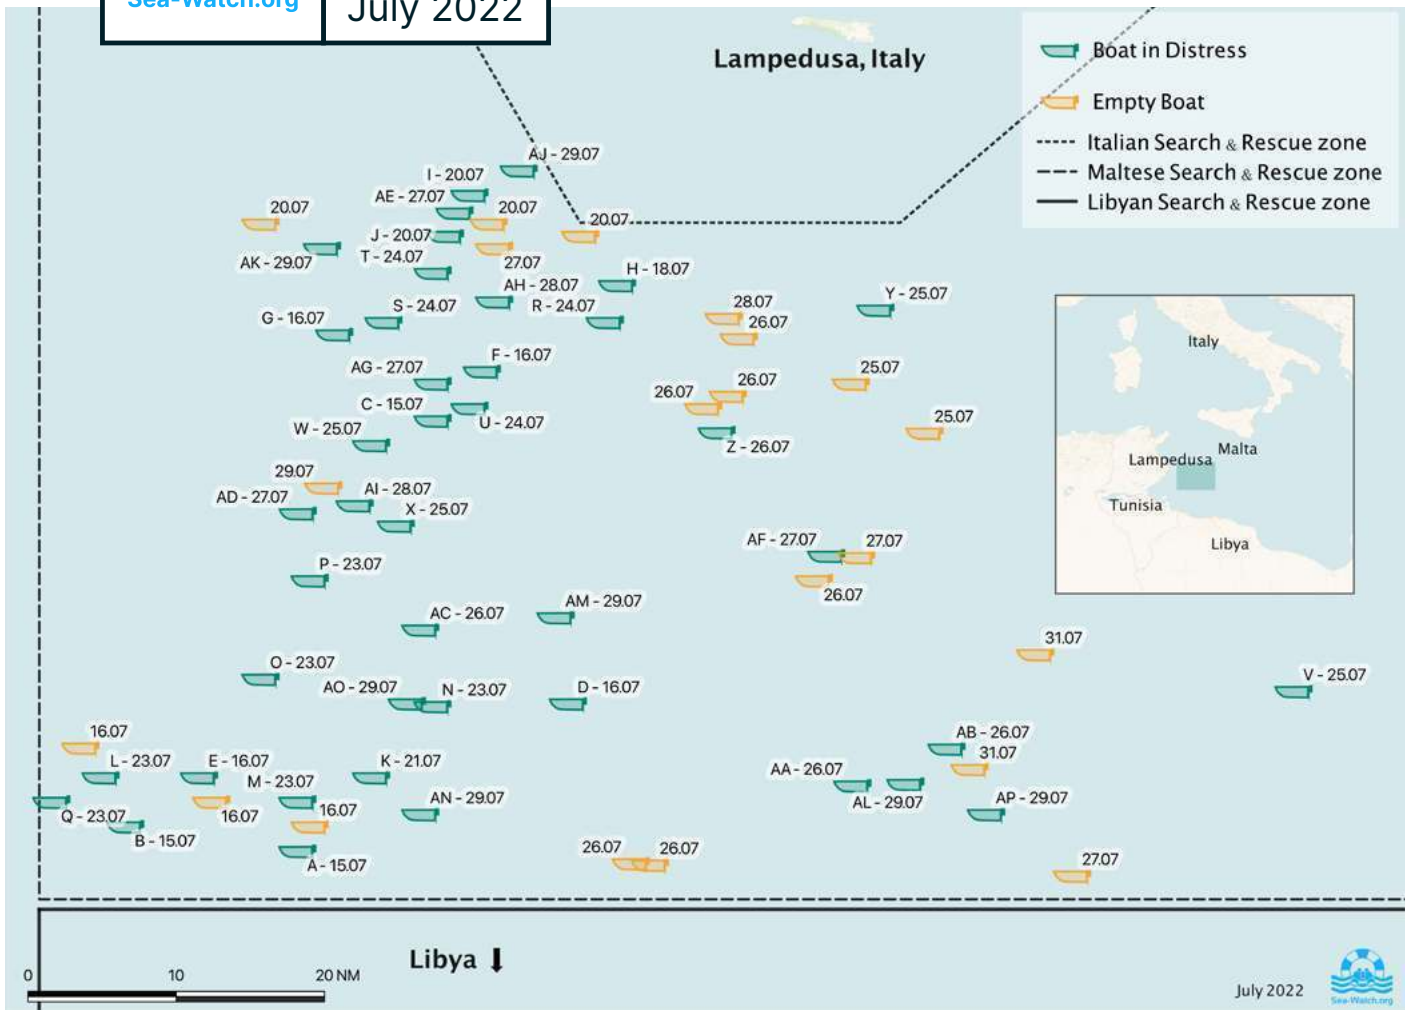 Sea-Watch.org
July 2022
Lampedusa, Italy
Boat in Distress
Empty Boat
Italian Search & Rescue zone
Maltese Search & Rescue zone
Libyan Search & Rescue zone
AJ - 29.07
I - 20.07
AE - 27.07
20.07
20.07
20.07
J - 20.07
T - 24.07
27.07
AK - 29.07
H - 18.07
AH - 28.07
R - 24.07
Y - 25.07
28.07
26.07
S - 24.07
G - 16.07
F - 16.07
AG - 27.07
25.07
26.07
26.07
C - 15.07
U - 24.07
25.07
W - 25.07
Z - 26.07
29.07
AI - 28.07
AD - 27.07
X - 25.07
AF - 27.07
27.07
P - 23.07
26.07
AM - 29.07
AC - 26.07
31.07
O - 23.07
AO - 29.07
N - 23.07
D - 16.07
V - 25.07
16.07
AB - 26.07
31.07
L - 23.07
E - 16.07
K - 21.07
AA - 26.07
M - 23.07
AL - 29.07
AP - 29.07
AN - 29.07
Q - 23.07
16.07
16.07
B - 15.07
A - 15.07
26.07
26.07
27.07
Italy
Malta
Lampedusa
Tunisia
Libya
Libya
0
10
20 NM
July 2022
Sea-Watch.org